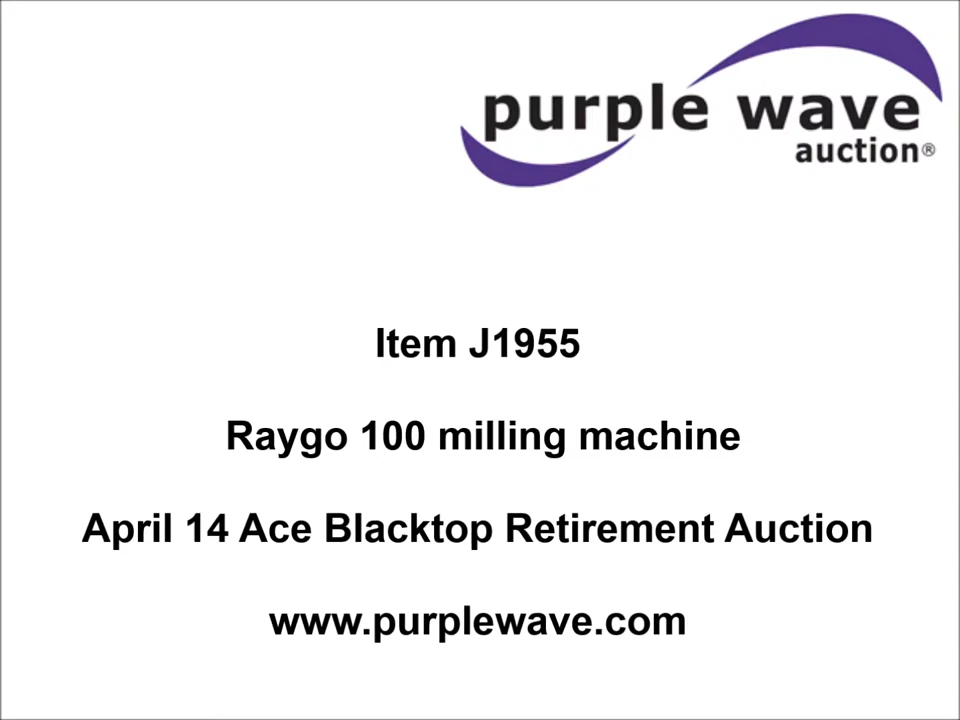 purple wave
auction®
Item J1955
Raygo 100 milling machine
April 14 Ace Blacktop Retirement Auction
www.purplewave.com